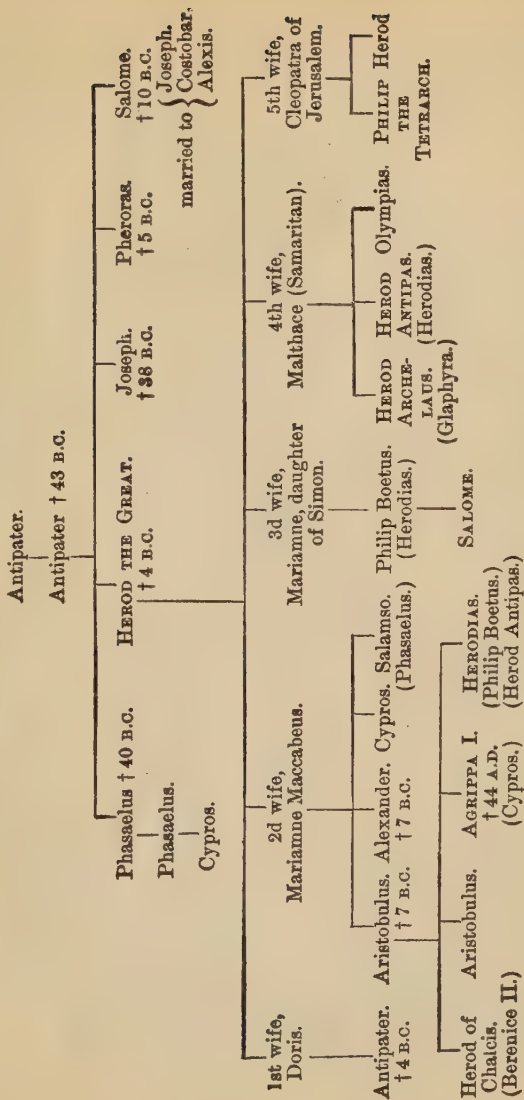 Antipater.
Antipater † 43 B.C.
Phasaelus † 40 B.C.
Phasaelus.
Cypros.
HEROD THE GREAT.
† 4 B.C.
Joseph.
† 38 B.C.
Pheroras.
† 5 B.C.
Salome.
† 10 B.C.
married to { Joseph.
Costobar.
Alexis.
1st wife,
Doris.
2d wife,
Mariamne Maccabeus.
3d wife,
Mariamne, daughter
of Simon.
4th wife,
Malthace (Samaritan).
5th wife,
Cleopatra of
Jerusalem.
Antipater.
† 4 B.C.
Aristobulus.
† 7 B.C.
Alexander.
† 7 B.C.
Cypros.
Salamso.
(Phasaelus.)
Philip Boetus.
(Herodias.)
SALOME.
HEROD
ARCHE-
LAUS.
(Glaphyra.)
HEROD
ANTIPAS.
(Herodias.)
Olympias.
PHILIP
THE
TETRARCH.
Herod
Herod of
Chalcis.
(Berenice II.)
Aristobulus.
AGRIPPA I.
† 44 A.D.
(Cypros.)
HERODIAS.
(Philip Boetus.)
(Herod Antipas.)